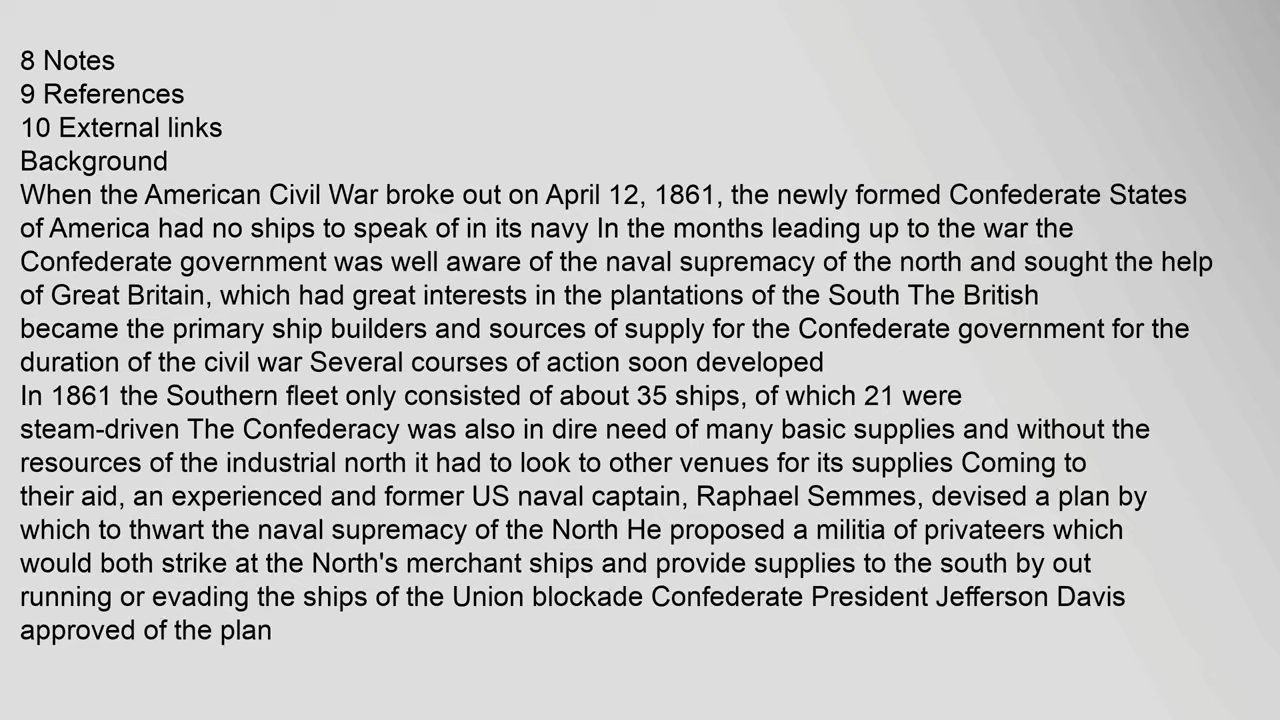 8 Notes
9 References
10 External links
Background
When the American Civil War broke out on April 12, 1861, the newly formed Confederate States
of America had no ships to speak of in its navy In the months leading up to the war the
Confederate government was well aware of the naval supremacy of the north and sought the help
of Great Britain, which had great interests in the plantations of the South The British
became the primary ship builders and sources of supply for the Confederate government for the
duration of the civil war Several courses of action soon developed
In 1861 the Southern fleet only consisted of about 35 ships, of which 21 were
steam-driven The Confederacy was also in dire need of many basic supplies and without the
resources of the industrial north it had to look to other venues for its supplies Coming to
their aid, an experienced and former US naval captain, Raphael Semmes, devised a plan by
which to thwart the naval supremacy of the North He proposed a militia of privateers which
would both strike at the North's merchant ships and provide supplies to the south by out
running or evading the ships of the Union blockade Confederate President Jefferson Davis
approved of the plan